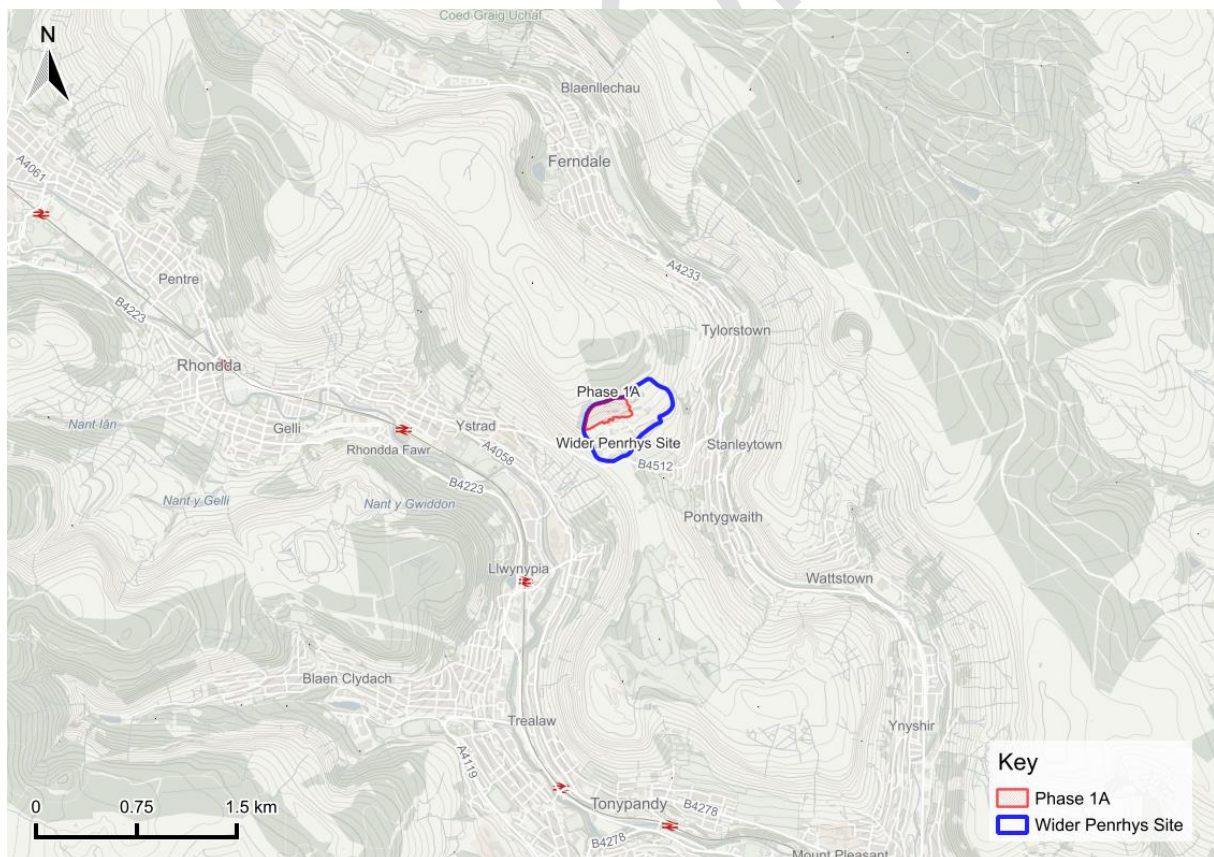 Coed Graig Uchaf
N
Blaenllechau
Ferndale
A4061
Pentre
A4233
B4223
Tylorstown
Rhondda
Phase 1A
Nant Iân
Gelli
Ystrad
Wider Penrhys Site
Rhondda Fawr
A4058
Stanleytown
B4512
B4223
Nant y Gelli
Nant y Gwiddon
Pontygwaith
Llwynypia
Wattstown
Blaen Clydach
Trealaw
Ynyshir
A4119
Key
Phase 1A
Wider Penrhys Site
0 0.75 1.5 km
Tonypandy
B4278
B4278
Mount Pleasant